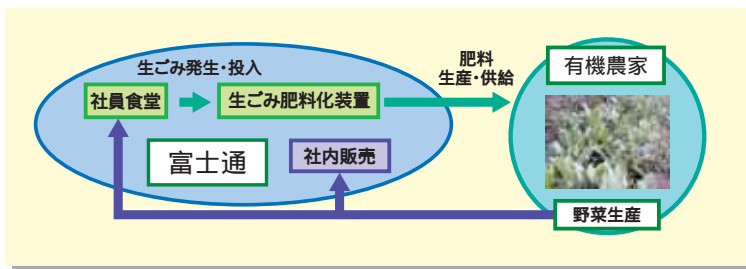 生ごみ発生・投入
社員食堂
生ごみ肥料化装置
肥料
生産・供給
有機農家
富士通
社内販売
野菜生産